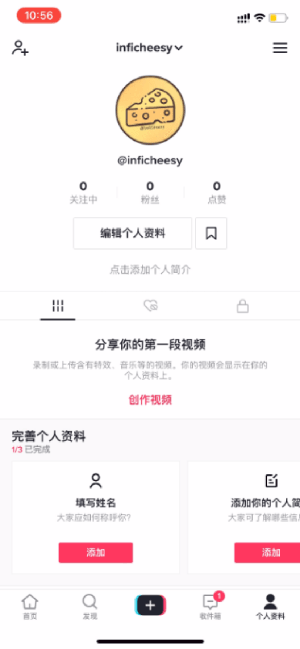 10:56
inficheesy
@inficheesy
0 0 0
关注中 粉丝 点赞
编辑个人资料
点击添加个人简介
分享你的第一段视频
录制或上传含有特效、音乐等的视频。你的视频会显示在你的
个人资料上。
创作视频
完善个人资料
1/3 已完成
填写姓名 添加你的个人简
大家应如何称呼你? 大家可了解哪些信
添加 添加
1
首页 发现 收件箱 个人资料